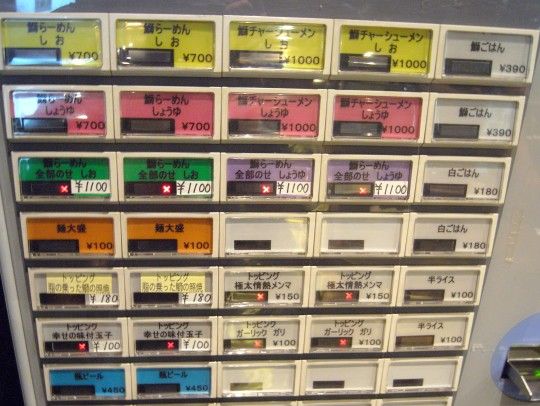 鰤らーめん
しお
¥700
鰤らーめん
しお
¥700
鰤チャーシューメン
しお
¥1000
鰤チャーシューメン
しお
¥1000
鰤ごはん
¥390
鰤らーめん
しょうゆ
¥700
鰤らーめん
しょうゆ
¥700
鰤チャーシューメン
しょうゆ
¥1000
鰤チャーシューメン
しょうゆ
¥1000
鰤ごはん
¥390
鰤らーめん
全部のせ しお
¥1100
鰤らーめん
全部のせ しお
¥1100
鰤らーめん
全部のせ しょうゆ
¥1100
鰤らーめん
全部のせ しょうゆ
¥1100
白ごはん
¥180
麺大盛
¥100
麺大盛
¥100
白ごはん
¥180
トッピング
脂の乗った鰤の照焼
¥180
トッピング
脂の乗った鰤の照焼
¥180
トッピング
極太情熱メンマ
¥150
トッピング
極太情熱メンマ
¥150
半ライス
¥100
トッピング
幸せの味付玉子
¥100
トッピング
幸せの味付玉子
¥100
トッピング
ガーリック ガリ
¥100
トッピング
ガーリック ガリ
¥100
半ライス
¥100
瓶ビール
¥450
瓶ビール
¥450